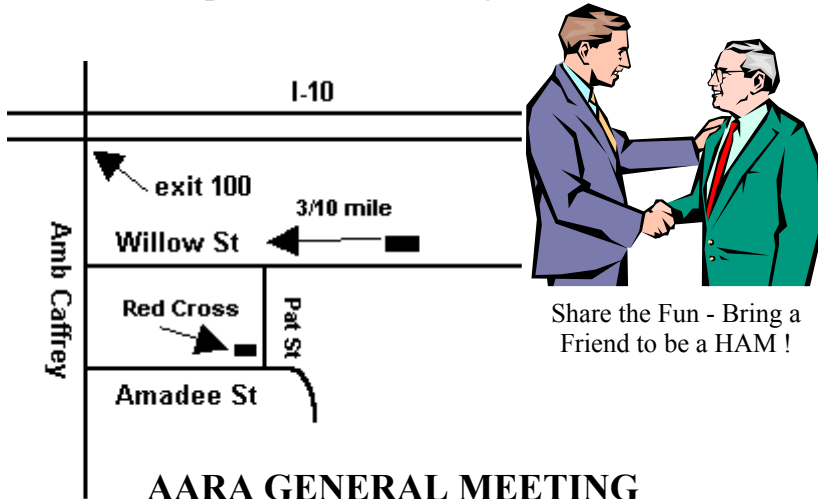 I-10
exit 100
3/10 mile
Willow St
Amb Caffrey
Red Cross
Pat St
Amadee St
Share the Fun - Bring a
Friend to be a HAM !
AARA GENERAL MEETING